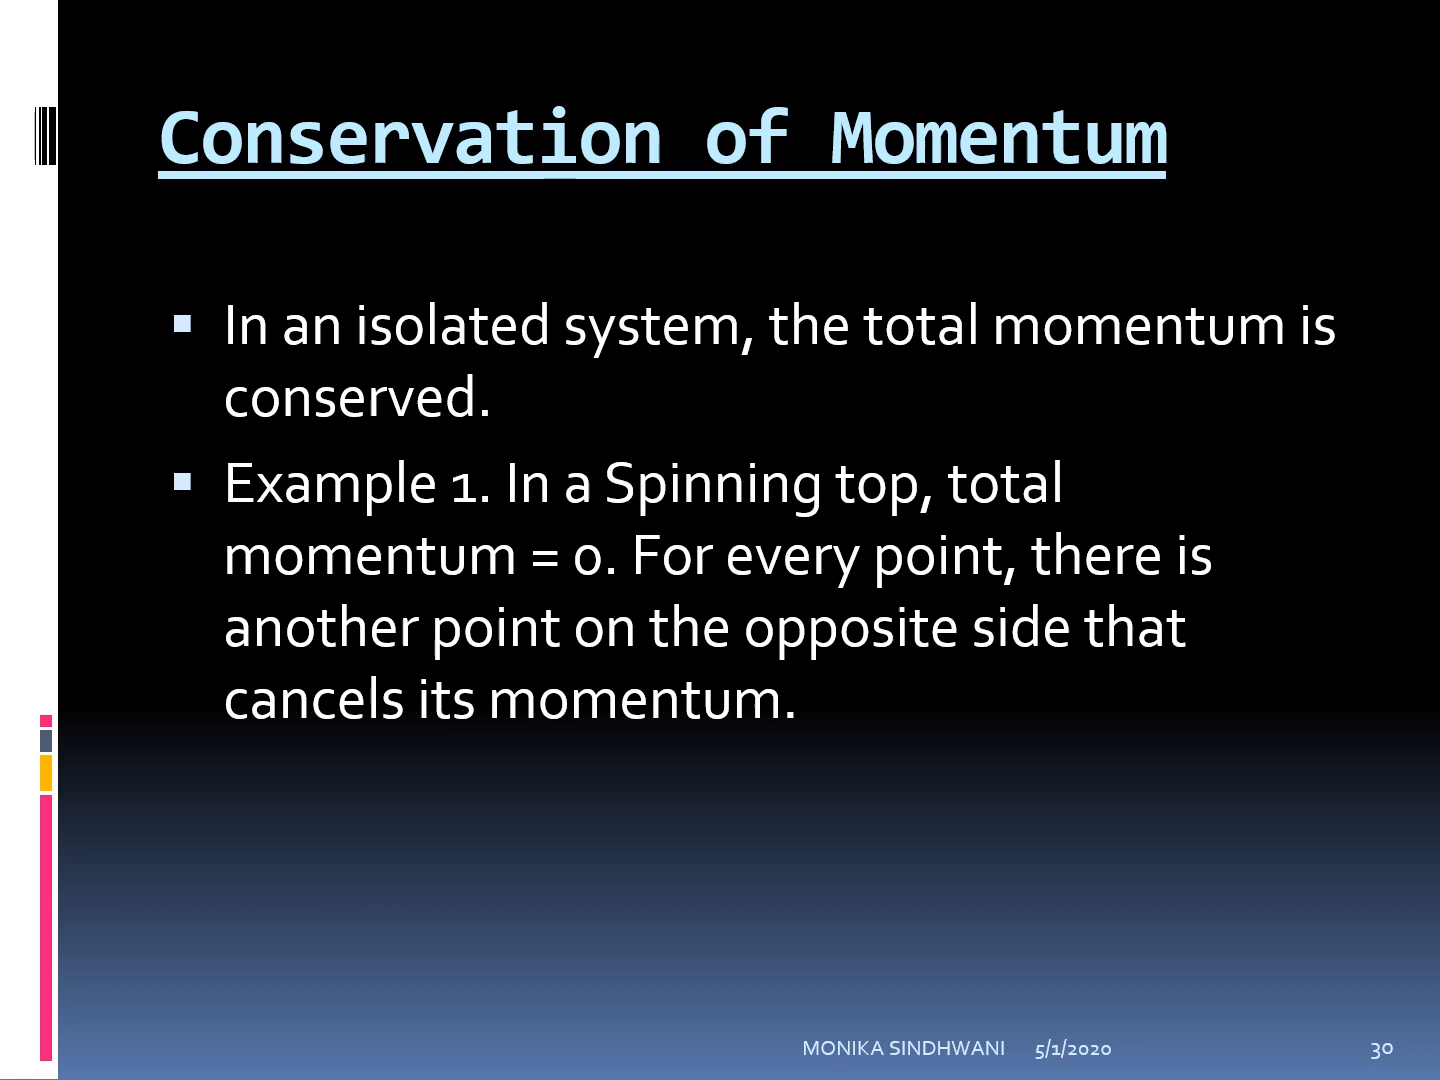 Conservation of Momentum
▪ In an isolated system, the total momentum is
conserved.
▪ Example 1. In a Spinning top, total
momentum = 0. For every point, there is
another point on the opposite side that
cancels its momentum.
MONIKA SINDHWANI 5/1/2020 30